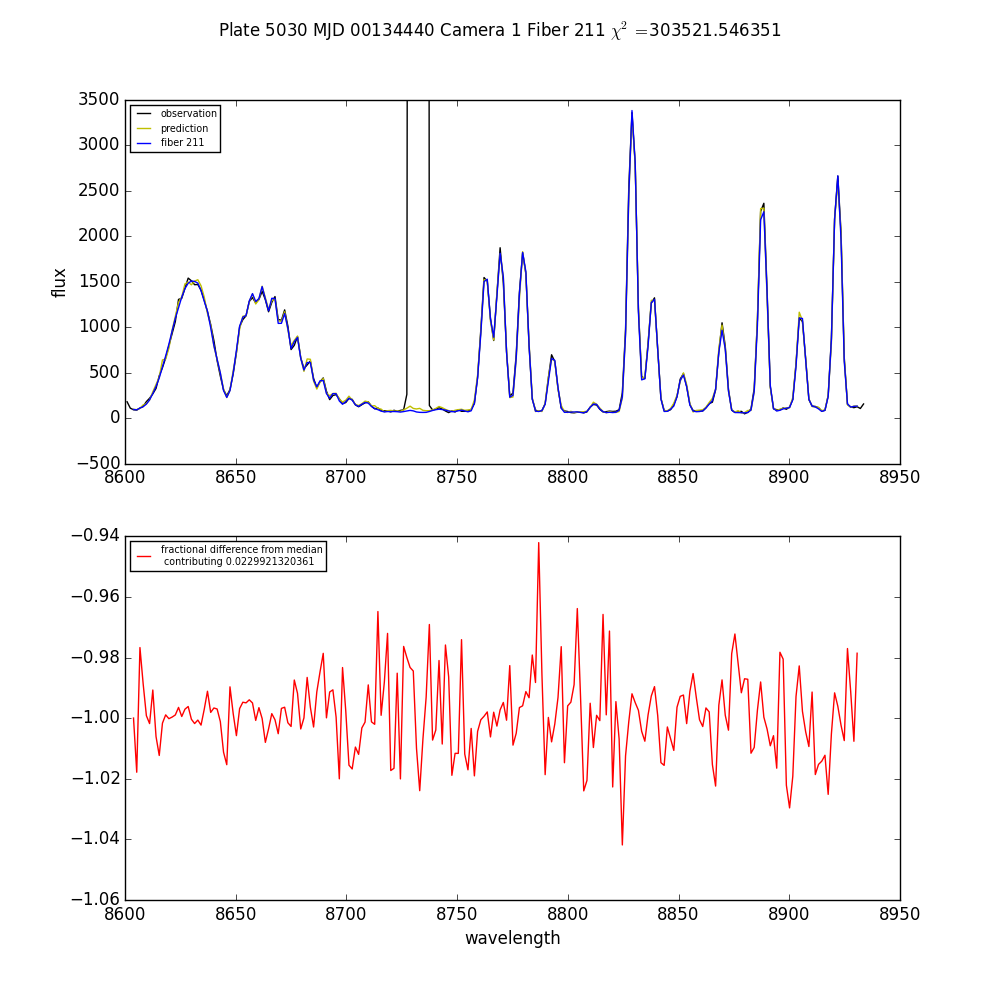 Plate 5030 MJD 00134440 Camera 1 Fiber 211 χ² =303521.546351
3500
3000
2500
2000
1500
1000
500
0
−500
flux
observation
prediction
fiber 211
8600 8650 8700 8750 8800 8850 8900 8950
−0.94
−0.96
−0.98
−1.00
−1.02
−1.04
−1.06
fractional difference from median
contributing 0.0229921320361
8600 8650 8700 8750 8800 8850 8900 8950
wavelength